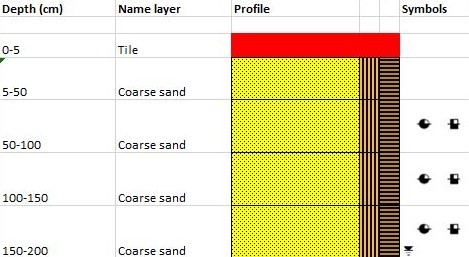 Depth (cm) Name layer Profile Symbols
0-5 Tile
5-50 Coarse sand
50-100 Coarse sand
100-150 Coarse sand
150-200 Coarse sand